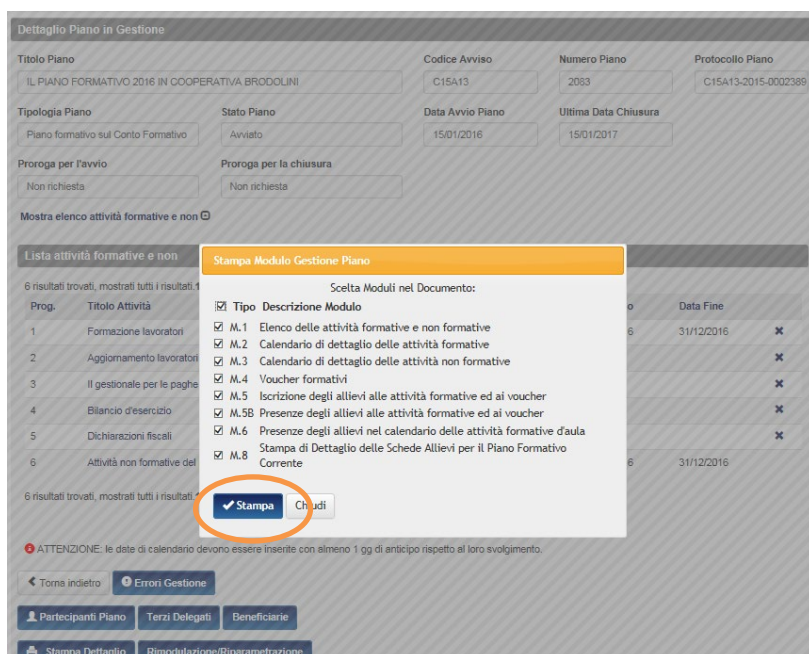 Dettaglio Piano in Gestione
Titolo Piano Codice Avviso Numero Piano Protocollo Piano
IL PIANO FORMATIVO 2016 IN COOPERATIVA BRODOLINI C15A13 2083 C15A13-2015-0002389
Tipologia Piano Stato Piano Data Avvio Piano Ultima Data Chiusura
Piano formativo sul Conto Formativo Avviato 15/01/2016 15/01/2017
Proroga per l'avvio Proroga per la chiusura
Non richiesta Non richiesta
Mostra elenco attività formative e non
Lista attività formative e non
6 risultati trovati, mostrati tutti i risultati.
Prog. Titolo Attività o Data Fine
1 Formazione lavoratori 6 31/12/2016
2 Aggiornamento lavoratori
3 Il gestionale per le paghe
4 Bilancio d'esercizio
5 Dichiarazioni fiscali
6 Attività non formative del 6 31/12/2016
6 risultati trovati, mostrati tutti i risultati.
Stampa Modulo Gestione Piano
Scelta Moduli nel Documento:
Tipo Descrizione Modulo
M.1 Elenco delle attività formative e non formative
M.2 Calendario di dettaglio delle attività formative
M.3 Calendario di dettaglio delle attività non formative
M.4 Voucher formativi
M.5 Iscrizione degli allievi alle attività formative ed ai voucher
M.5B Presenze degli allievi alle attività formative ed ai voucher
M.6 Presenze degli allievi nel calendario delle attività formative d'aula
M.8 Stampa di Dettaglio delle Schede Allievi per il Piano Formativo
Corrente
Stampa Chiudi
ATTENZIONE: le date di calendario devono essere inserite con almeno 1 gg di anticipo rispetto al loro svolgimento.
Torna indietro Errori Gestione
Partecipanti Piano Terzi Delegati Beneficiarie
Stampa Dettaglio Rimodulazione/Riparametrazione